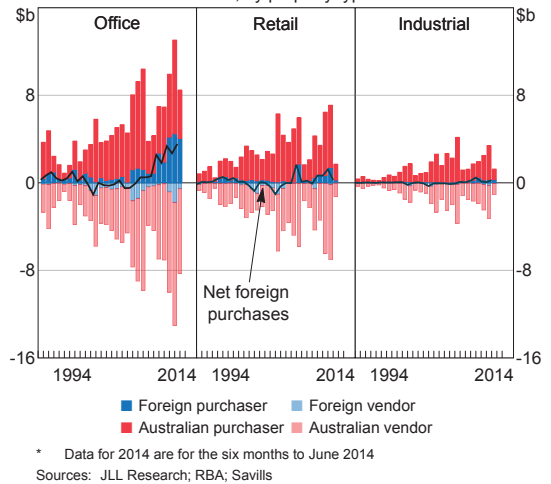 $b Office Retail Industrial $b
8 8
0 0
-8 -8
Net foreign
purchases
-16 -16
1994 2014 1994 2014 1994 2014
Foreign purchaser Foreign vendor
Australian purchaser Australian vendor
* Data for 2014 are for the six months to June 2014
Sources: JLL Research; RBA; Savills